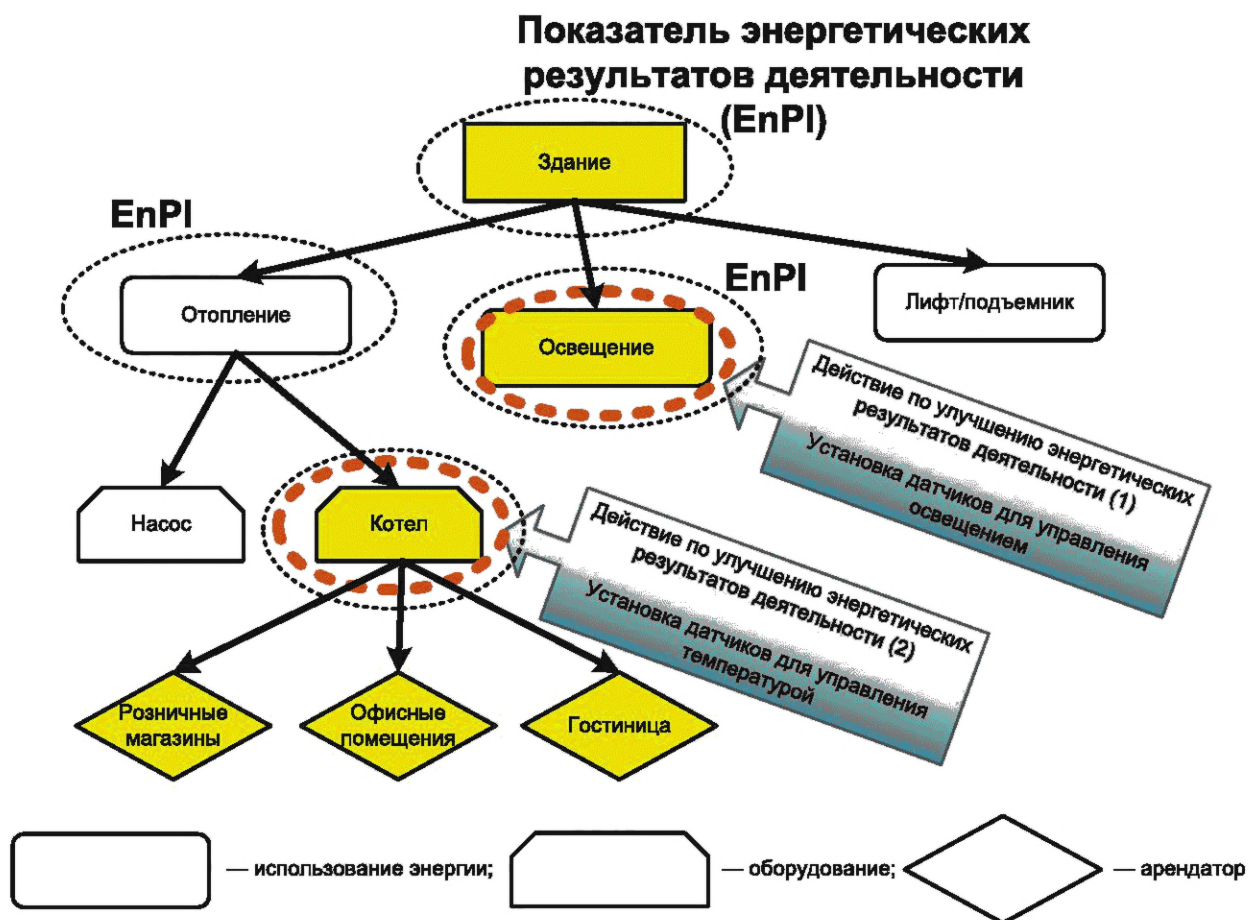 Показатель энергетических
результатов деятельности
(EnPI)
Здание
EnPI
Отопление
EnPI
Освещение
Лифт/подъемник
Действие по улучшению энергетических
результатов деятельности (1)
Установка датчиков для управления
освещением
Насос
Котел
Действие по улучшению энергетических
результатов деятельности (2)
Установка датчиков для управления
температурой
Розничные
магазины
Офисные
помещения
Гостиница
— использование энергии;
— оборудование;
— арендатор